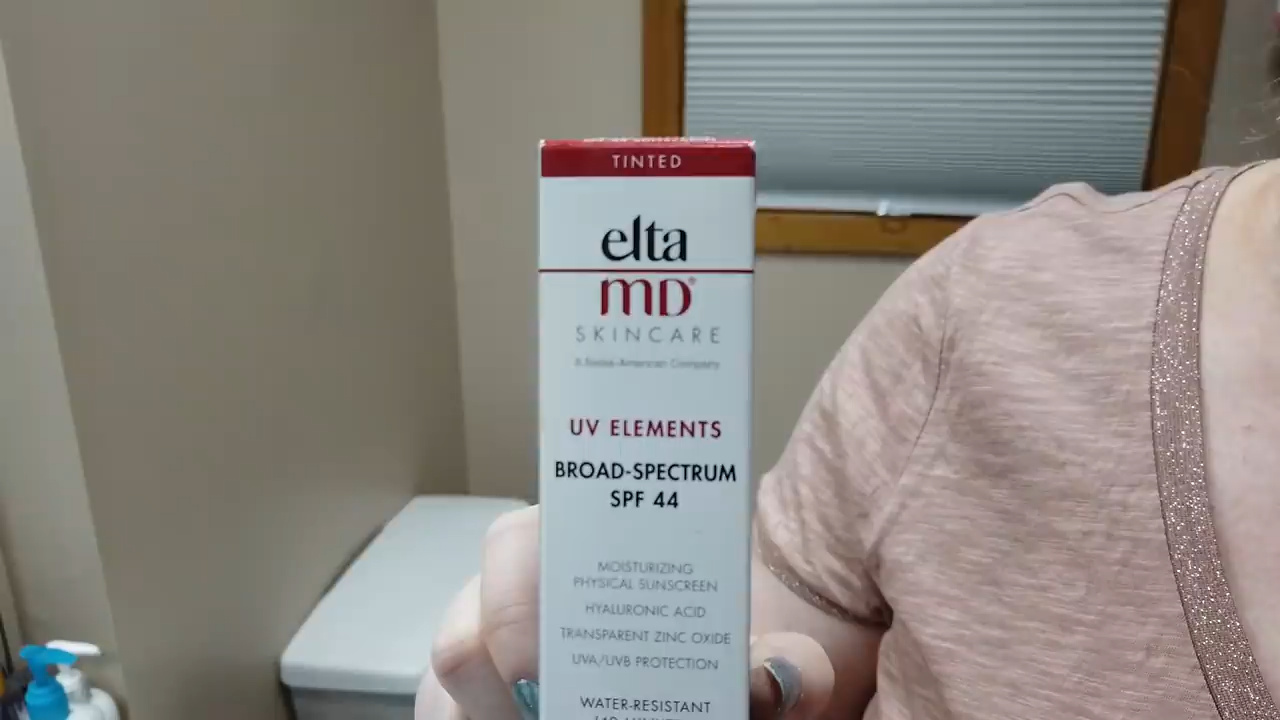 TINTED
elta
MD®
SKINCARE
A Swiss-American Company
UV ELEMENTS
BROAD-SPECTRUM
SPF 44
MOISTURIZING
PHYSICAL SUNSCREEN
HYALURONIC ACID
TRANSPARENT ZINC OXIDE
UVA/UVB PROTECTION
WATER-RESISTANT